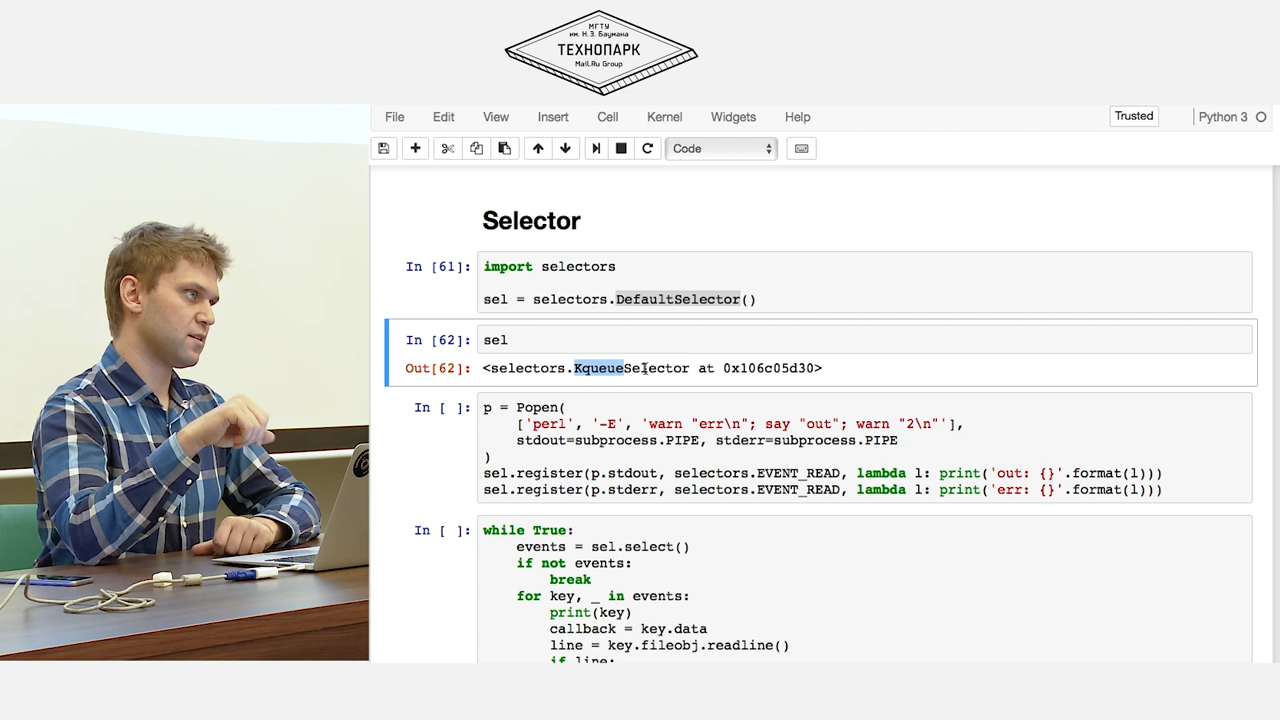 МГТУ
им. Н.Э. Баумана
ТЕХНОПАРК
Mail.Ru Group
File Edit View Insert Cell Kernel Widgets Help Trusted Python 3
Code
Selector
In [61]: import selectors
sel = selectors.DefaultSelector()
In [62]: sel
Out[62]: <selectors.KqueueSelector at 0x106c05d30>
In [ ]: p = Popen(
['perl', '-E', 'warn "err\n"; say "out"; warn "2\n"'],
stdout=subprocess.PIPE, stderr=subprocess.PIPE
)
sel.register(p.stdout, selectors.EVENT_READ, lambda l: print('out: {}'.format(l)))
sel.register(p.stderr, selectors.EVENT_READ, lambda l: print('err: {}'.format(l)))
In [ ]: while True:
events = sel.select()
if not events:
break
for key, _ in events:
print(key)
callback = key.data
line = key.fileobj.readline()
if line: